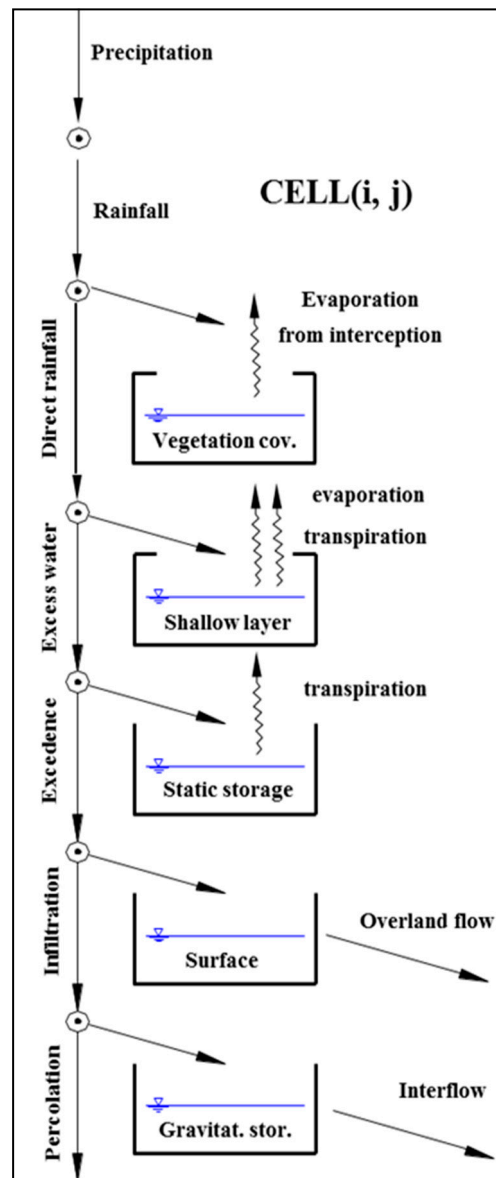 Precipitation
CELL(i, j)
Rainfall
Evaporation
from interception
Direct rainfall
Vegetation cov.
evaporation
transpiration
Excess water
Shallow layer
transpiration
Excedence
Static storage
Infiltration
Overland flow
Surface
Percolation
Interflow
Gravitat. stor.